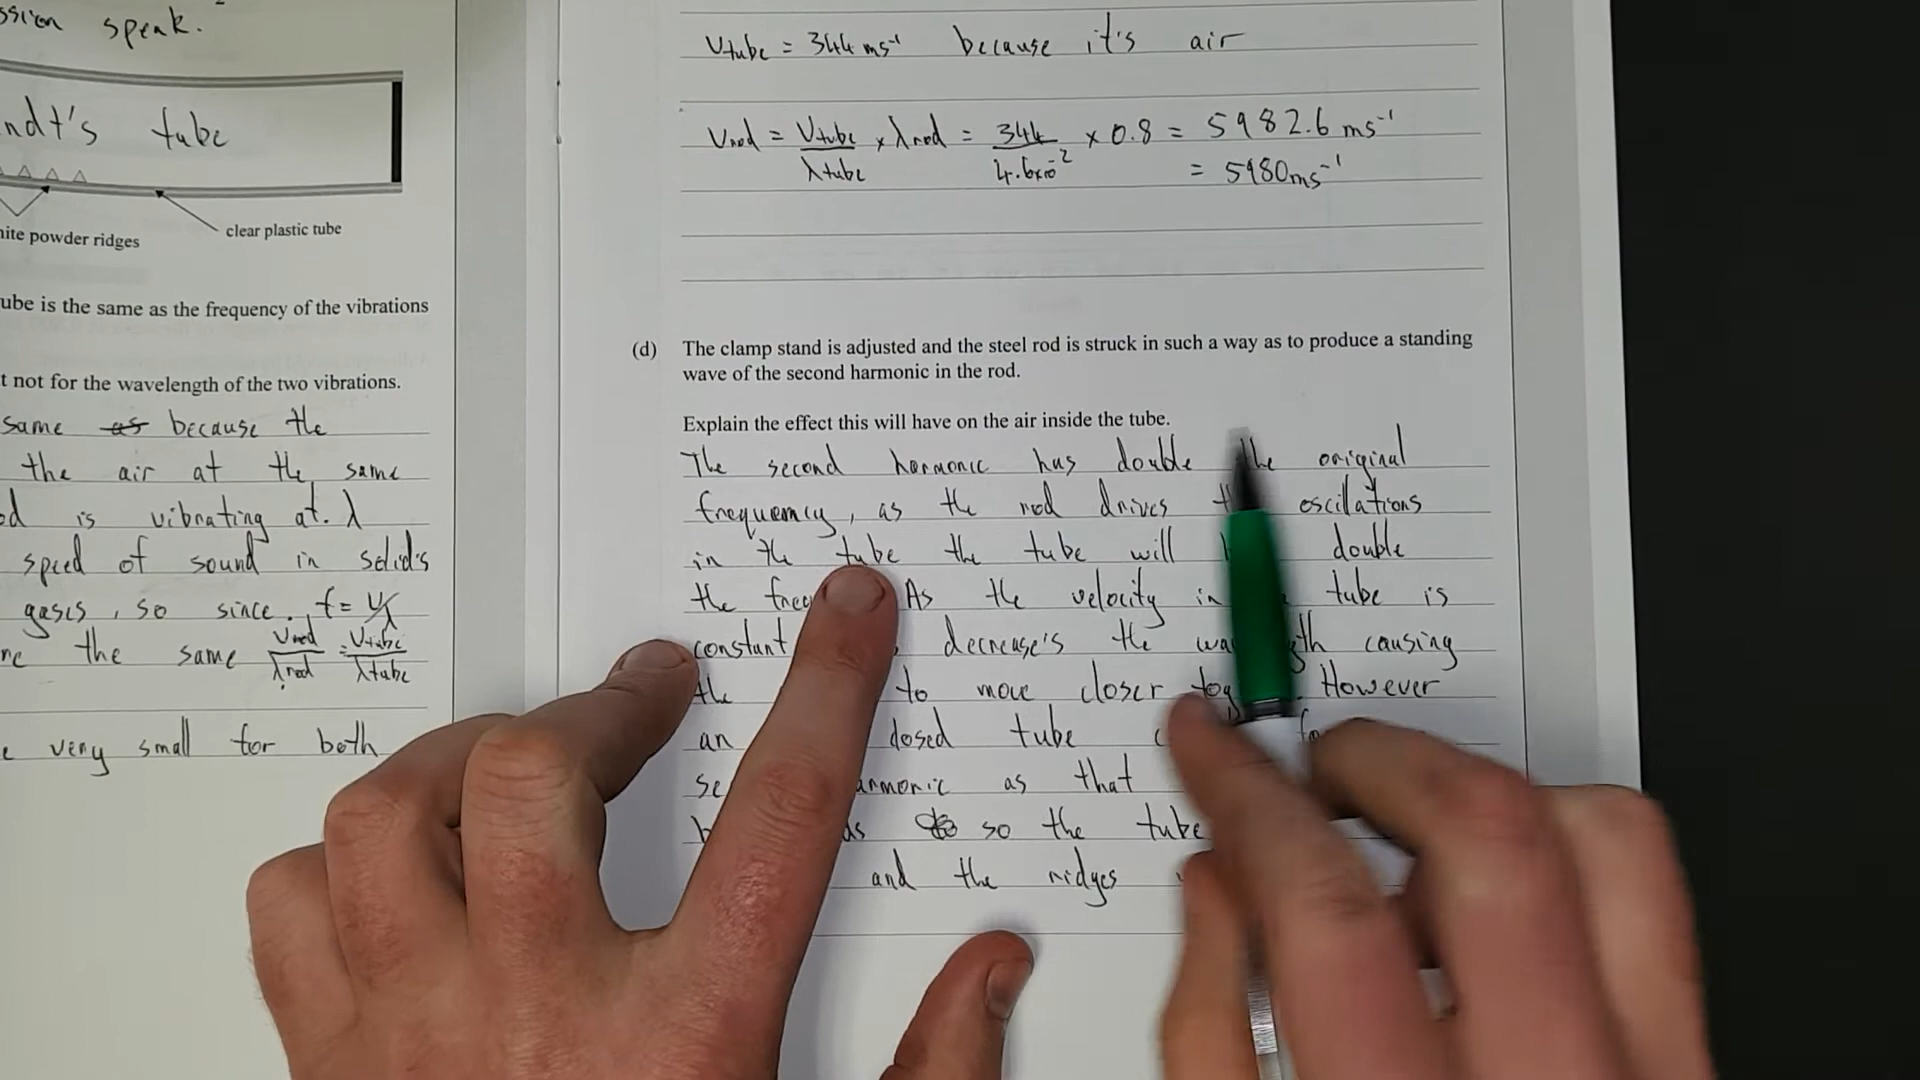 ssion speak.
ndt's tube
ite powder ridges
clear plastic tube
ube is the same as the frequency of the vibrations
t not for the wavelength of the two vibrations.
same as because the
the air at the same
od is vibrating at. λ
speed of sound in solid's
gases, so since. f= v/λ
re the same Vrod/λrod = Vtube/λtube
e very small for both
Vtube = 344 ms⁻¹ because it's air
Vrod = Vtube/λtube × λrod = 344/4.6×10⁻² × 0.8 = 5982.6 ms⁻¹
= 5980ms⁻¹
(d) The clamp stand is adjusted and the steel rod is struck in such a way as to produce a standing
wave of the second harmonic in the rod.
Explain the effect this will have on the air inside the tube.
The second harmonic has double the original
frequency, as the rod drives oscilations
in the tube the tube will double
the As the velocity in tube is
constant decrease's the causing
the to move closer However
an closed tube
as that
so the tube
and the ridges